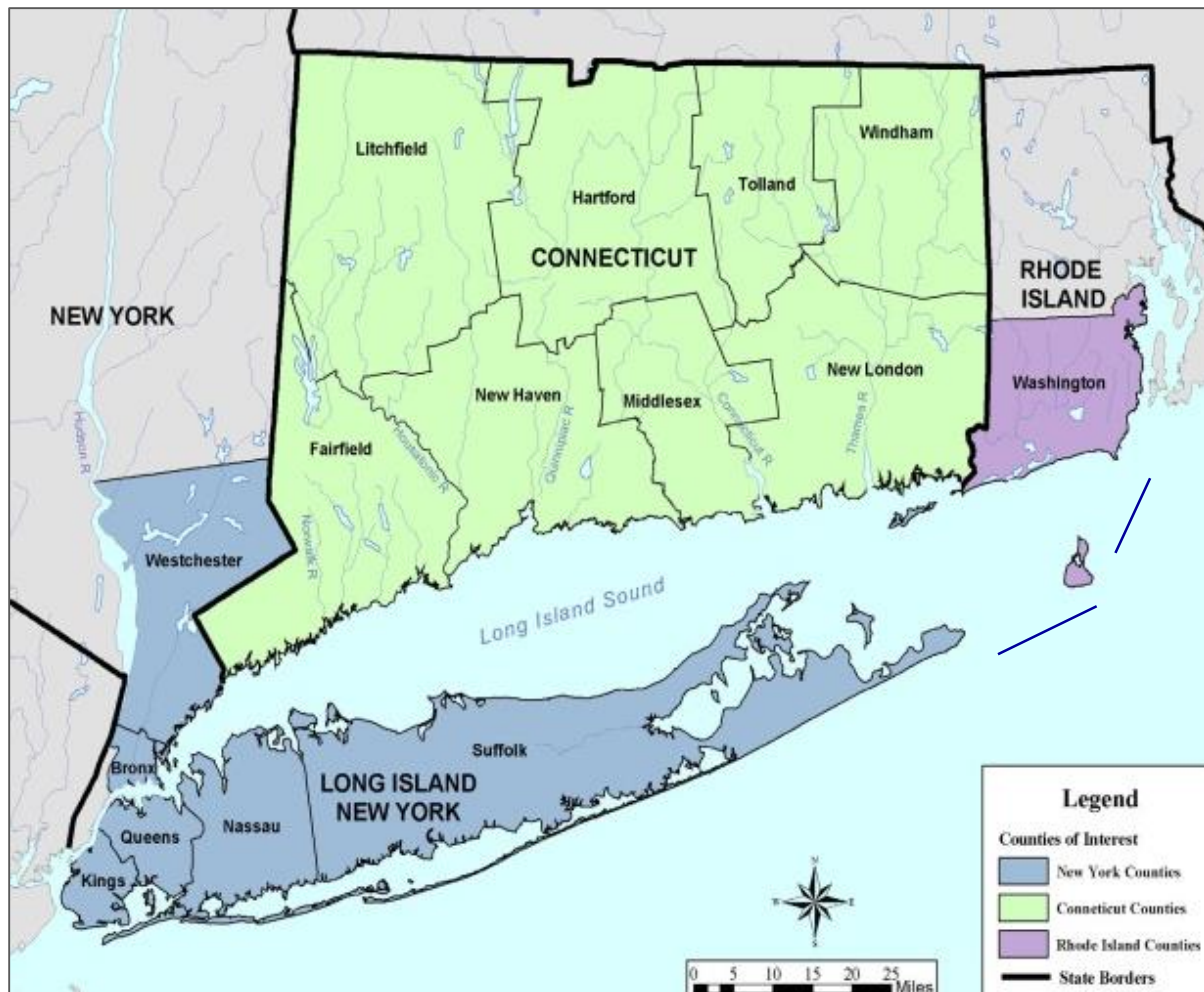 Litchfield
Windham
Tolland
Hartford
CONNECTICUT
RHODE
ISLAND
NEW YORK
New London
Washington
New Haven
Middlesex
Hudson R
Fairfield
Housatonic R
Quinnipiac R
Connecticut R
Thames R
Norwalk R
Westchester
Long Island Sound
Suffolk
Bronx
LONG ISLAND
NEW YORK
Nassau
Queens
Kings
N
W
E
S
0 5 10 15 20 25
Miles
Legend
Counties of Interest
New York Counties
Conneticut Counties
Rhode Island Counties
State Borders